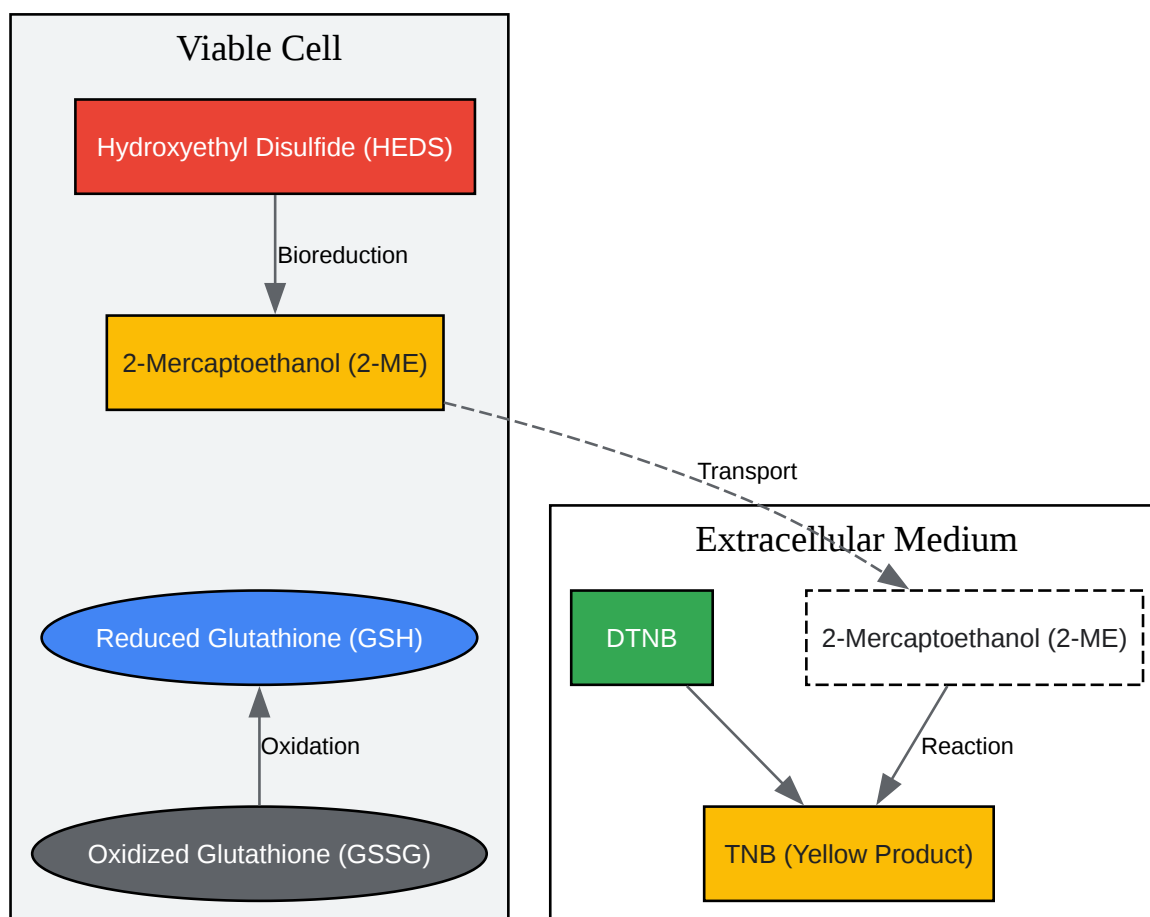 Viable Cell
Hydroxyethyl Disulfide (HEDS)
Bioreduction
2-Mercaptoethanol (2-ME)
Transport
Extracellular Medium
Reduced Glutathione (GSH)
DTNB
2-Mercaptoethanol (2-ME)
Oxidation
Reaction
Oxidized Glutathione (GSSG)
TNB (Yellow Product)